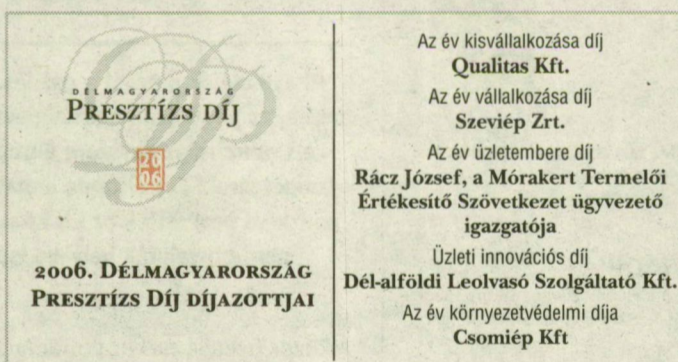 DÉLMAGYARORSZÁG
PRESZTÍZS DÍJ
20
06
2006. DÉLMAGYARORSZÁG
PRESZTÍZS DÍJ DÍJAZOTTJAI
Az év kisvállalkozása díj
Qualitas Kft.
Az év vállalkozása díj
Szeviép Zrt.
Az év üzletembere díj
Rácz József, a Mórakert Termelői
Értékesítő Szövetkezet ügyvezető
igazgatója
Üzleti innovációs díj
Dél-alföldi Leolvasó Szolgáltató Kft.
Az év környezetvédelmi díja
Csomiép Kft